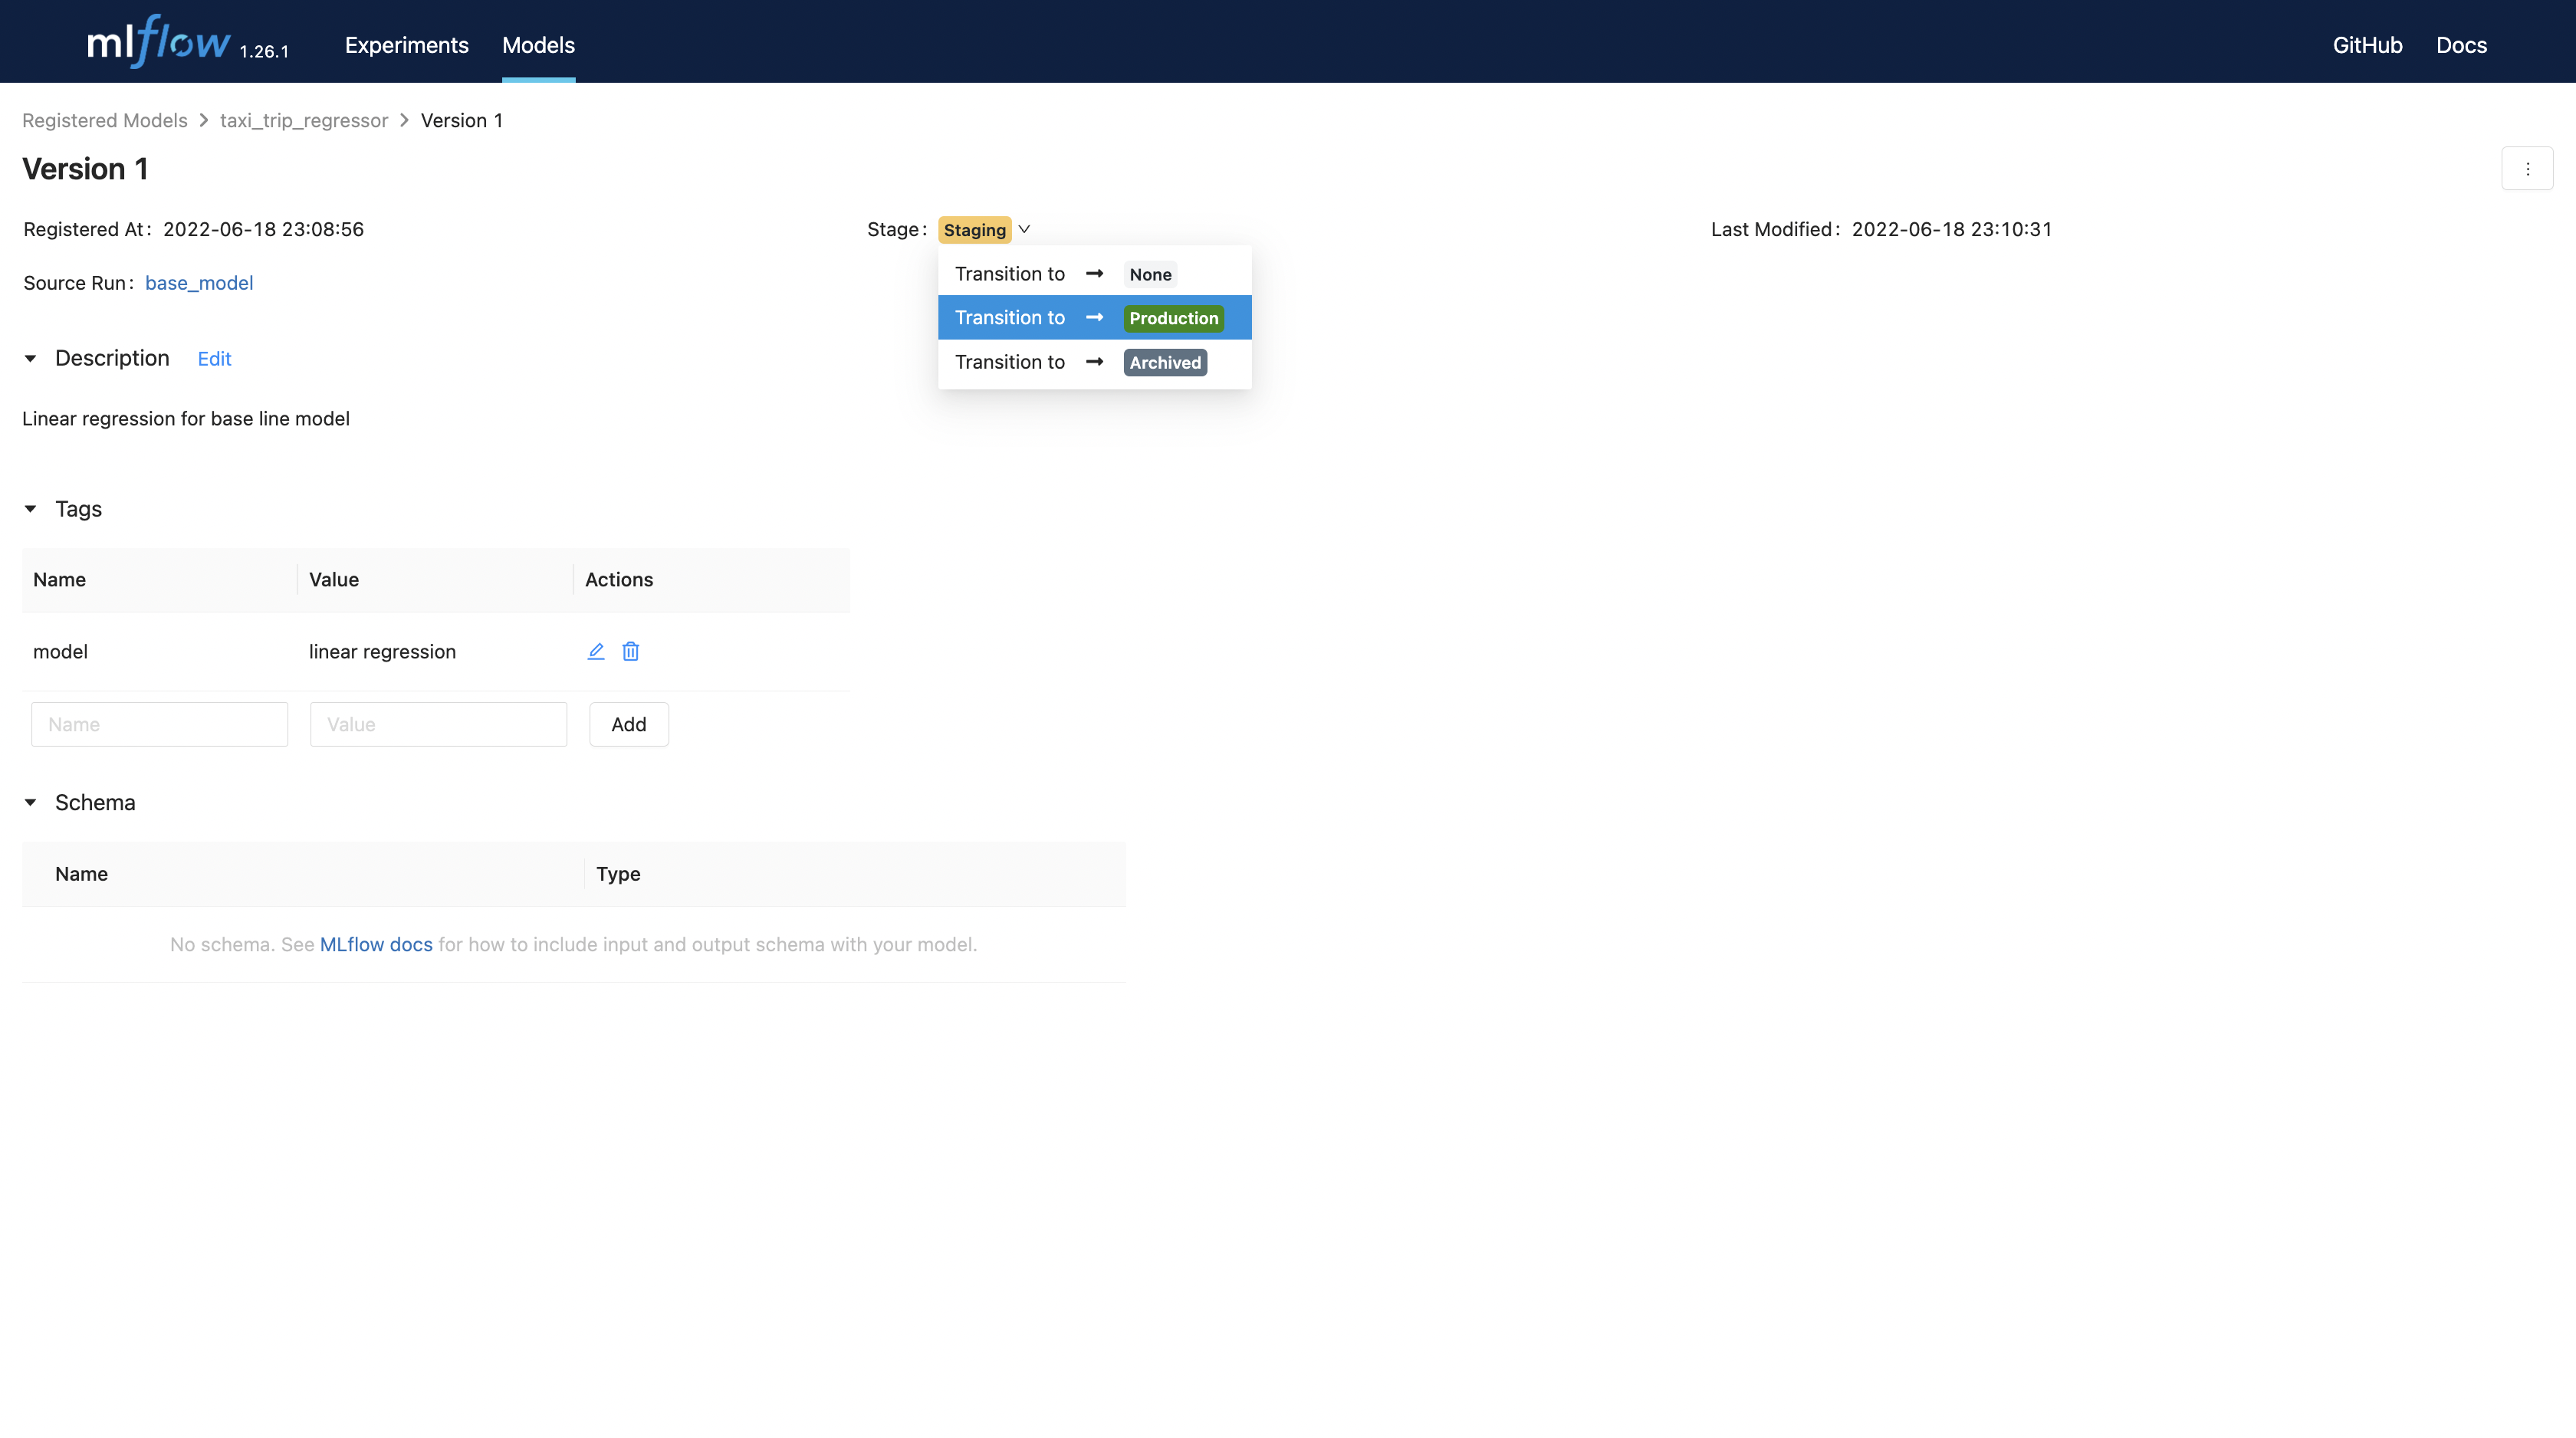 mlflow 1.26.1 Experiments Models GitHub Docs
Registered Models > taxi_trip_regressor > Version 1
Version 1
⋮
Registered At: 2022-06-18 23:08:56 Stage: Staging Last Modified: 2022-06-18 23:10:31
Transition to → None
Source Run: base_model
Transition to → Production
Description Edit
Transition to → Archived
Linear regression for base line model
Tags
Name Value Actions
model linear regression
Name Value Add
Schema
Name Type
No schema. See MLflow docs for how to include input and output schema with your model.